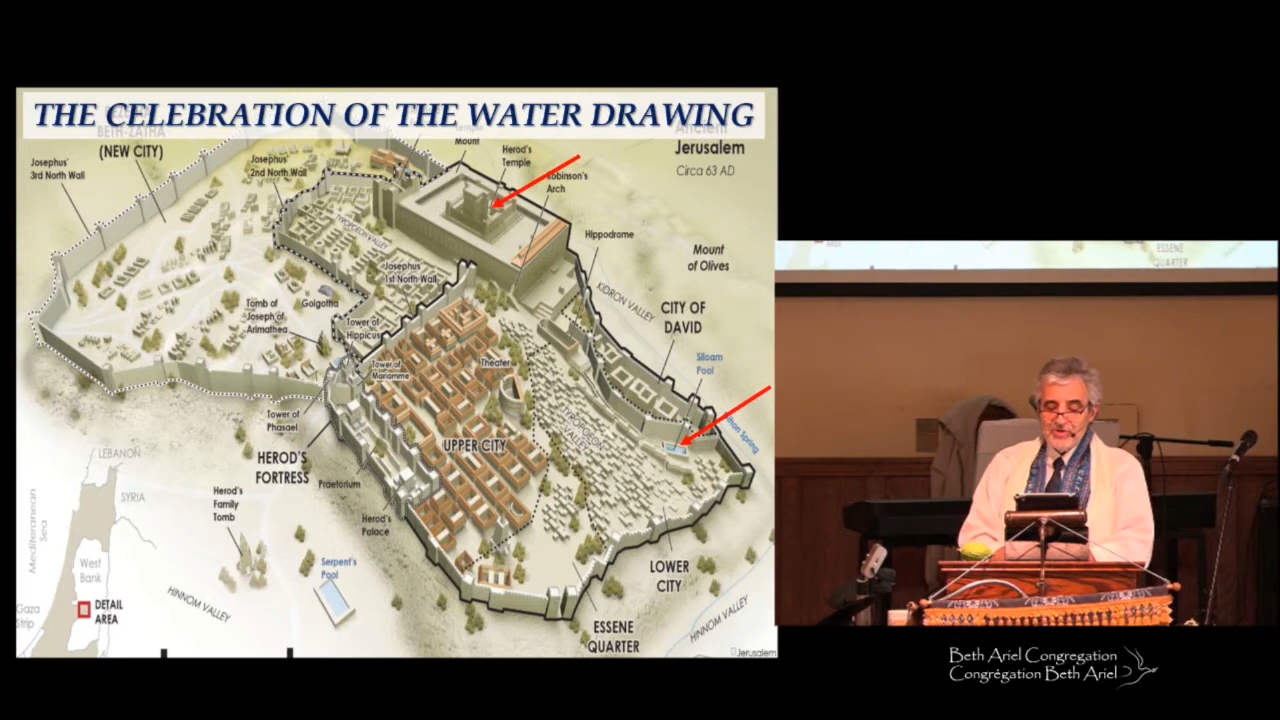 THE CELEBRATION OF THE WATER DRAWING
BETH-ZATHA
(NEW CITY)
Josephus'
3rd North Wall
Josephus'
2nd North Wall
Mount
Herod's
Temple
Robinson's
Arch
Ancient
Jerusalem
Circa 63 AD
TYROPOEON VALLEY
Hippodrome
Mount
of Olives
Josephus'
1st North Wall
KIDRON VALLEY
CITY OF
DAVID
Tomb of
Joseph of
Arimathea
Golgotha
Tower of
Hippicus
Tower of
Mariamme
Theater
Siloam
Pool
Spring
Tower of
Phasael
HEROD'S
FORTRESS
Praetorium
UPPER CITY
TYROPOEON
VALLEY
Herod's
Family
Tomb
Herod's
Palace
Serpent's
Pool
LOWER
CITY
HINNOM VALLEY
ESSENE
QUARTER
HINNOM VALLEY
LEBANON
SYRIA
Mediterranean
Sea
West
Bank
Gaza
Strip
DETAIL
AREA
Jerusalem
ESSENE
QUARTER
Beth Ariel Congregation
Congrégation Beth Ariel